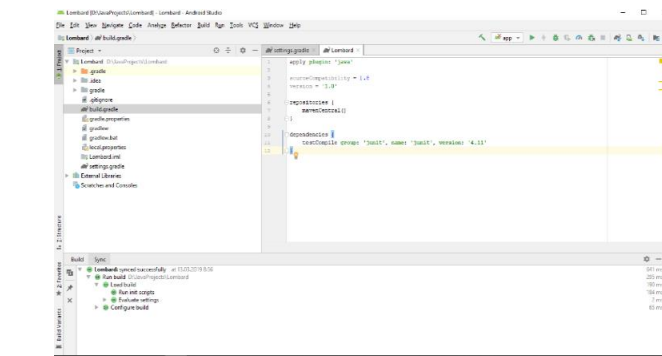 Lombard [D:\JavaProjects\Lombard] - Lombard - Android Studio
File Edit View Navigate Code Analyze Refactor Build Run Tools VCS Window Help
Lombard build.gradle
app
Project
settings.gradle Lombard
1: Project
Lombard D:\JavaProjects\Lombard
.gradle
.idea
gradle
.gitignore
build.gradle
gradle.properties
gradlew
gradlew.bat
local.properties
Lombard.iml
settings.gradle
External Libraries
Scratches and Consoles
apply plugin: 'java'
sourceCompatibility = 1.8
version = '1.0'
repositories {
mavenCentral()
}
dependencies {
testCompile group: 'junit', name: 'junit', version: '4.11'
}
Z: Structure
2: Favorites
Build Variants
Build Sync
Lombard: synced successfully at
Run build D:\JavaProjects\Lombard
Load build
Run init scripts
Evaluate settings
Configure build